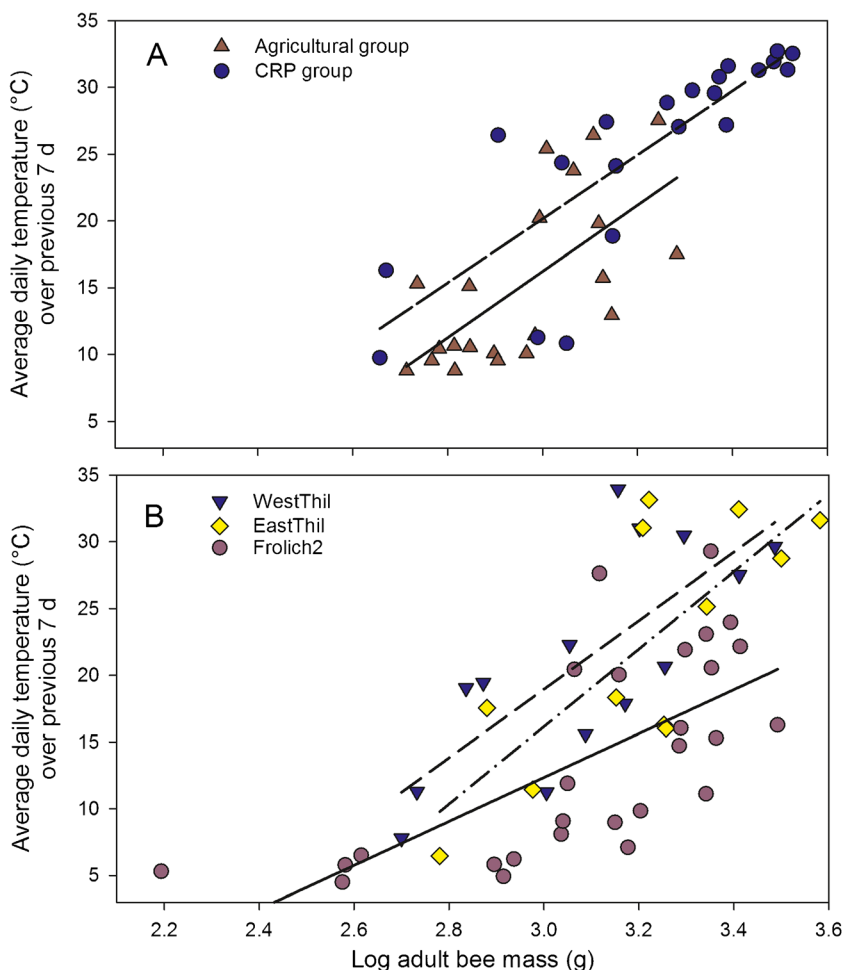 A
Agricultural group
CRP group
Average daily temperature (°C)
over previous 7 d
35
30
25
20
15
10
5
B
WestThil
EastThil
Frolich2
Average daily temperature (°C)
over previous 7 d
35
30
25
20
15
10
5
2.2 2.4 2.6 2.8 3.0 3.2 3.4 3.6
Log adult bee mass (g)